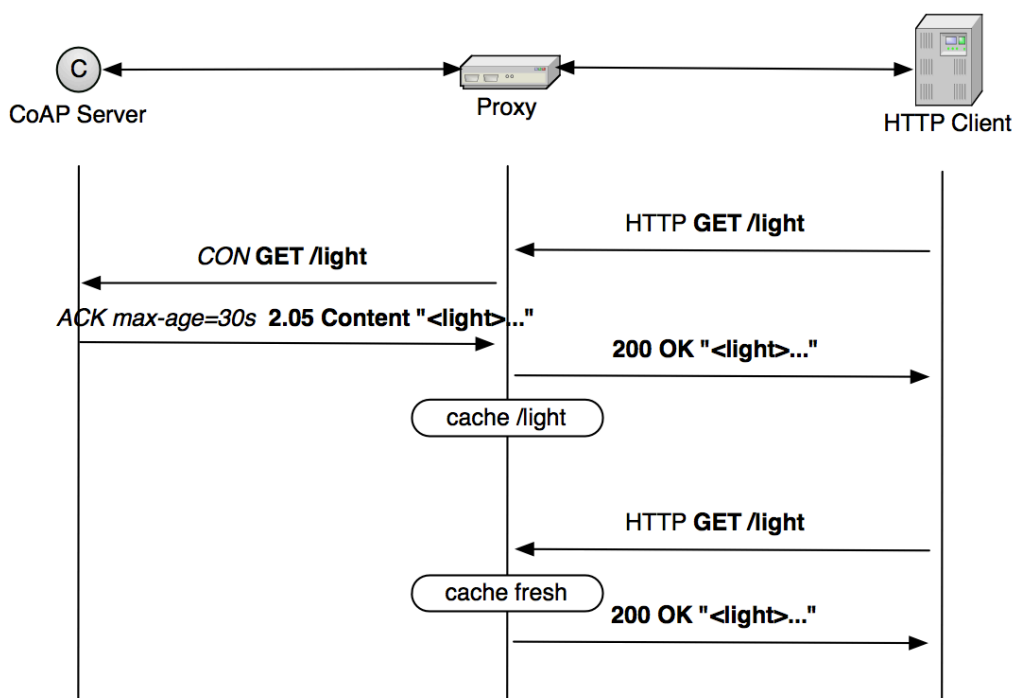 C
CoAP Server
Proxy
HTTP Client
HTTP GET /light
CON GET /light
ACK max-age=30s 2.05 Content "<light>..."
200 OK "<light>..."
cache /light
HTTP GET /light
cache fresh
200 OK "<light>..."